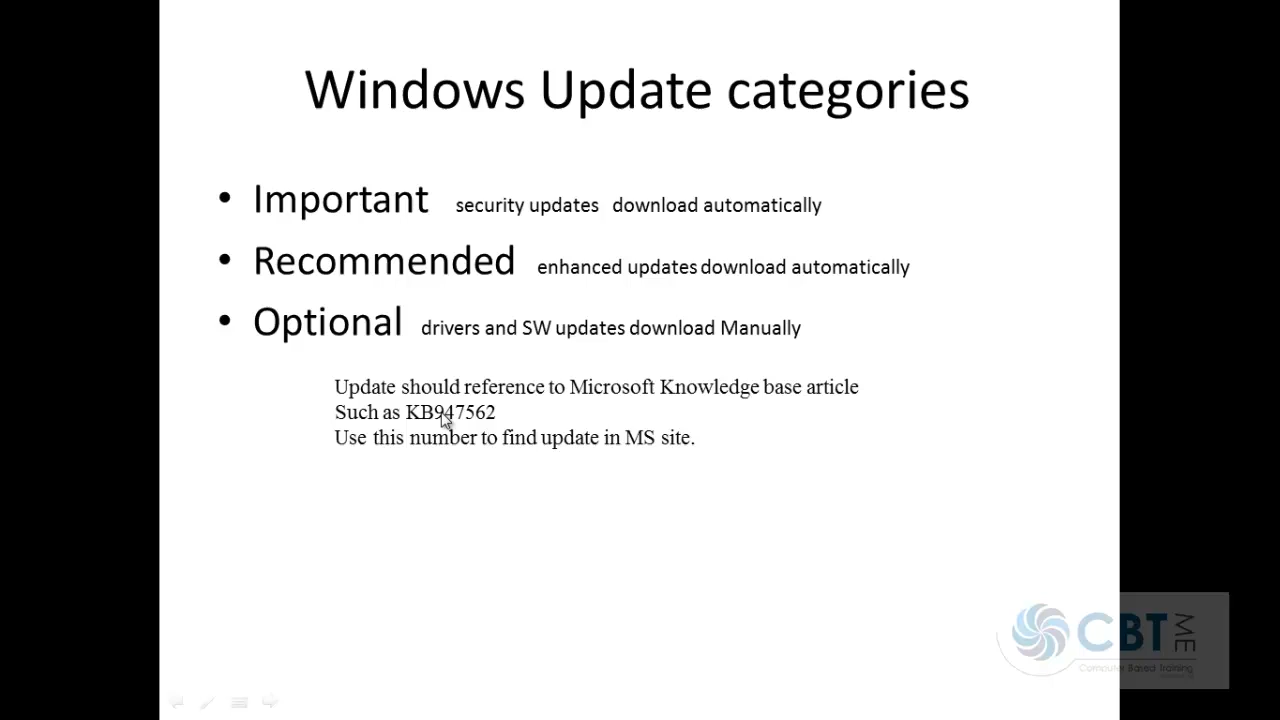 Windows Update categories
• Important security updates download automatically
• Recommended enhanced updates download automatically
• Optional drivers and SW updates download Manually
Update should reference to Microsoft Knowledge base article
Such as KB947562
Use this number to find update in MS site.
CBT ME
Computer Based Training